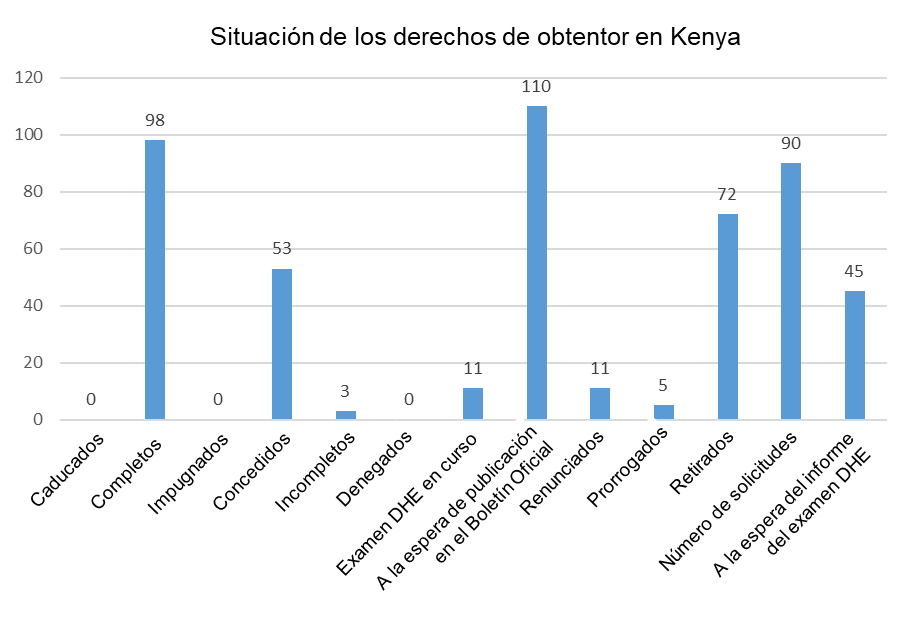 Situación de los derechos de obtentor en Kenya
120
100
80
60
40
20
0
0
98
0
53
3
0
11
110
11
5
72
90
45
Caducados
Completos
Impugnados
Concedidos
Incompletos
Denegados
Examen DHE en curso
A la espera de publicación
en el Boletín Oficial
Renunciados
Prorrogados
Retirados
Número de solicitudes
A la espera del informe
del examen DHE